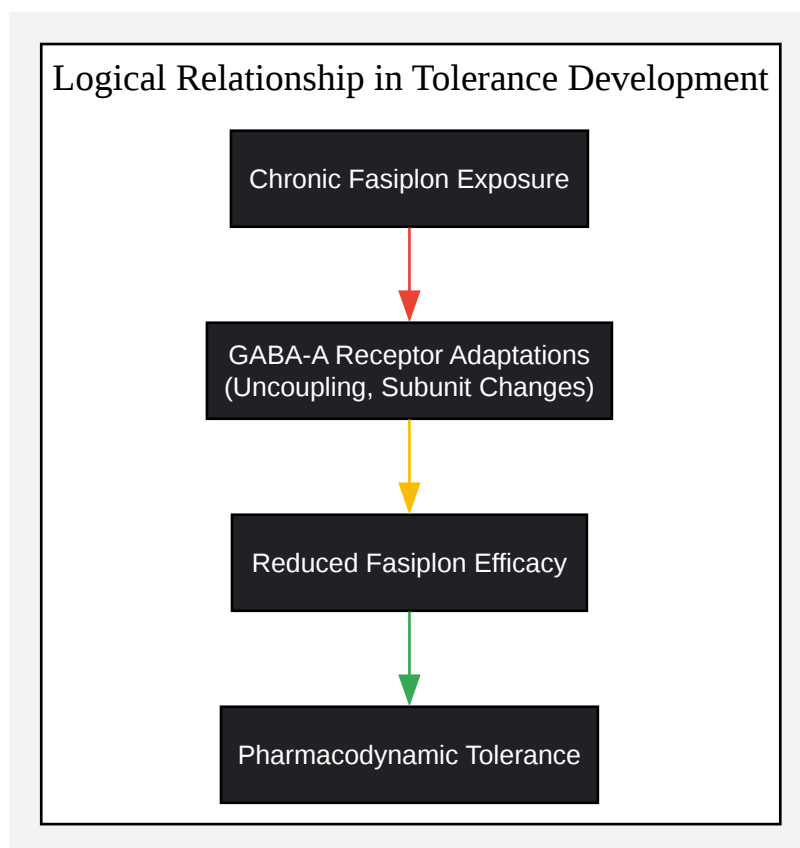 Logical Relationship in Tolerance Development
Chronic Fasiplon Exposure
GABA-A Receptor Adaptations
(Uncoupling, Subunit Changes)
Reduced Fasiplon Efficacy
Pharmacodynamic Tolerance